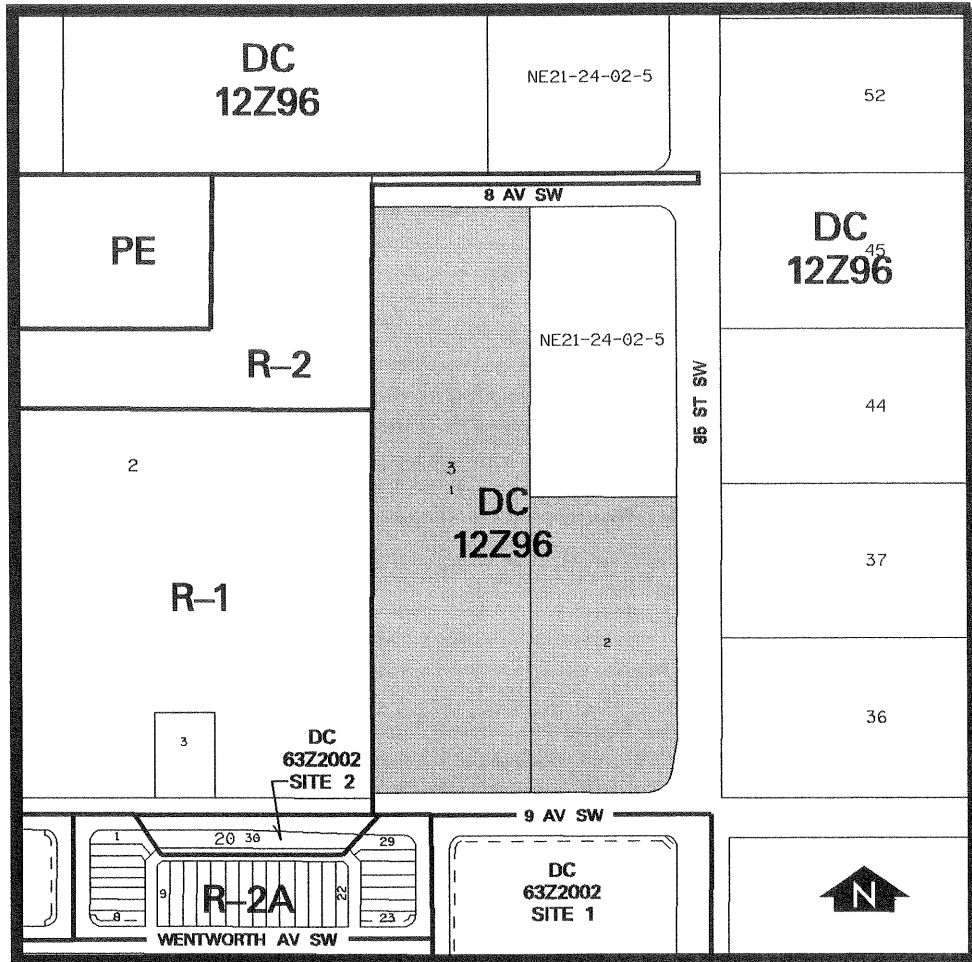 DC
12Z96
NE21-24-02-5
52
8 AV SW
PE
DC
45
12Z96
R-2
NE21-24-02-5
85 ST SW
44
2
3
1
DC
12Z96
37
R-1
2
36
3
DC
63Z2002
SITE 2
9 AV SW
1
20 30
29
DC
63Z2002
SITE 1
9
R-2A
22
8
23
WENTWORTH AV SW
N